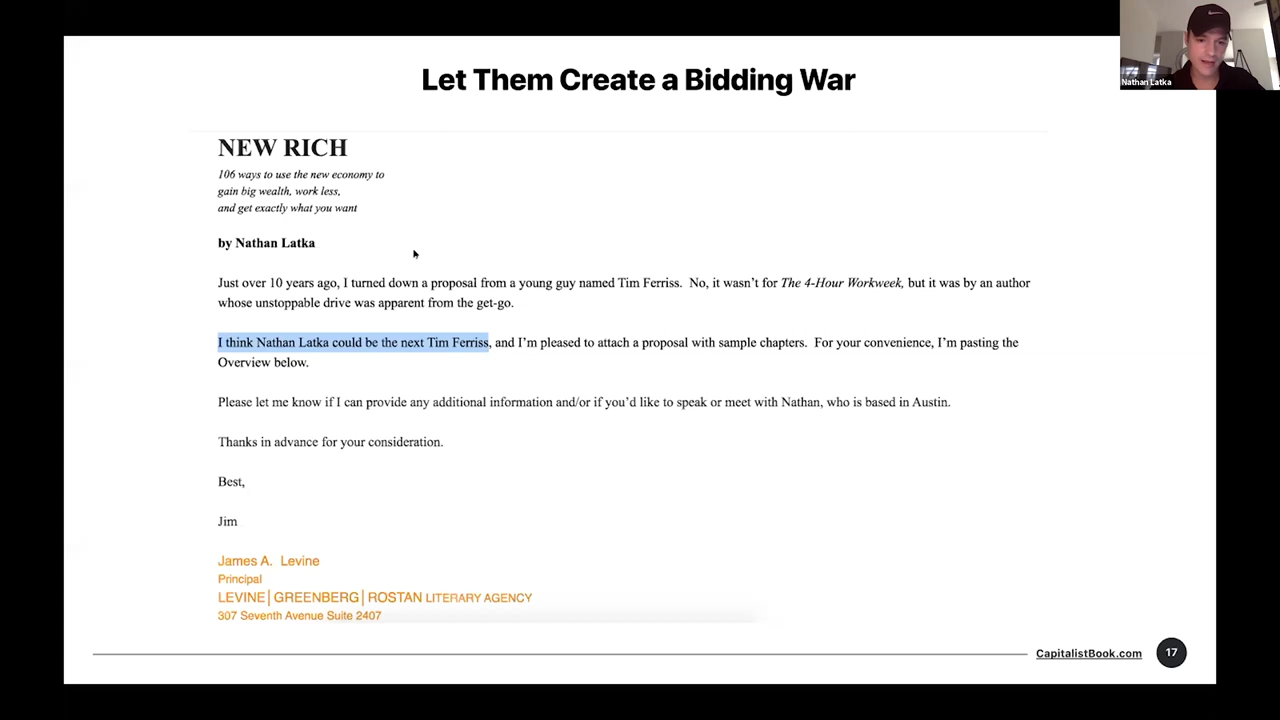 Nathan Latka
Let Them Create a Bidding War
NEW RICH
106 ways to use the new economy to
gain big wealth, work less,
and get exactly what you want
by Nathan Latka
Just over 10 years ago, I turned down a proposal from a young guy named Tim Ferriss.  No, it wasn't for The 4-Hour Workweek, but it was by an author
whose unstoppable drive was apparent from the get-go.
I think Nathan Latka could be the next Tim Ferriss, and I'm pleased to attach a proposal with sample chapters.  For your convenience, I'm pasting the
Overview below.
Please let me know if I can provide any additional information and/or if you'd like to speak or meet with Nathan, who is based in Austin.
Thanks in advance for your consideration.
Best,
Jim
James A.  Levine
Principal
LEVINE|GREENBERG|ROSTAN LITERARY AGENCY
307 Seventh Avenue Suite 2407
CapitalistBook.com
17